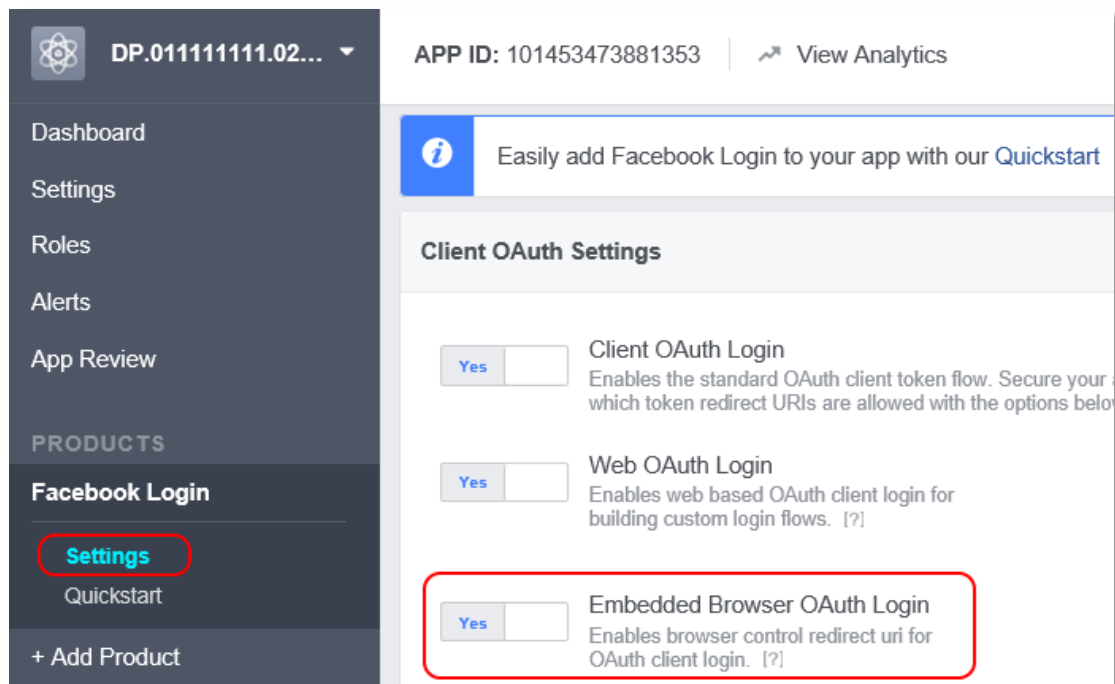 DP.011111111.02...
APP ID: 101453473881353
View Analytics
Dashboard
Settings
Roles
Alerts
App Review
PRODUCTS
Facebook Login
Settings
Quickstart
+ Add Product
Easily add Facebook Login to your app with our Quickstart
Client OAuth Settings
Yes
Client OAuth Login
Enables the standard OAuth client token flow. Secure your
which token redirect URIs are allowed with the options
Yes
Web OAuth Login
Enables web based OAuth client login for
building custom login flows. [?]
Yes
Embedded Browser OAuth Login
Enables browser control redirect uri for
OAuth client login. [?]